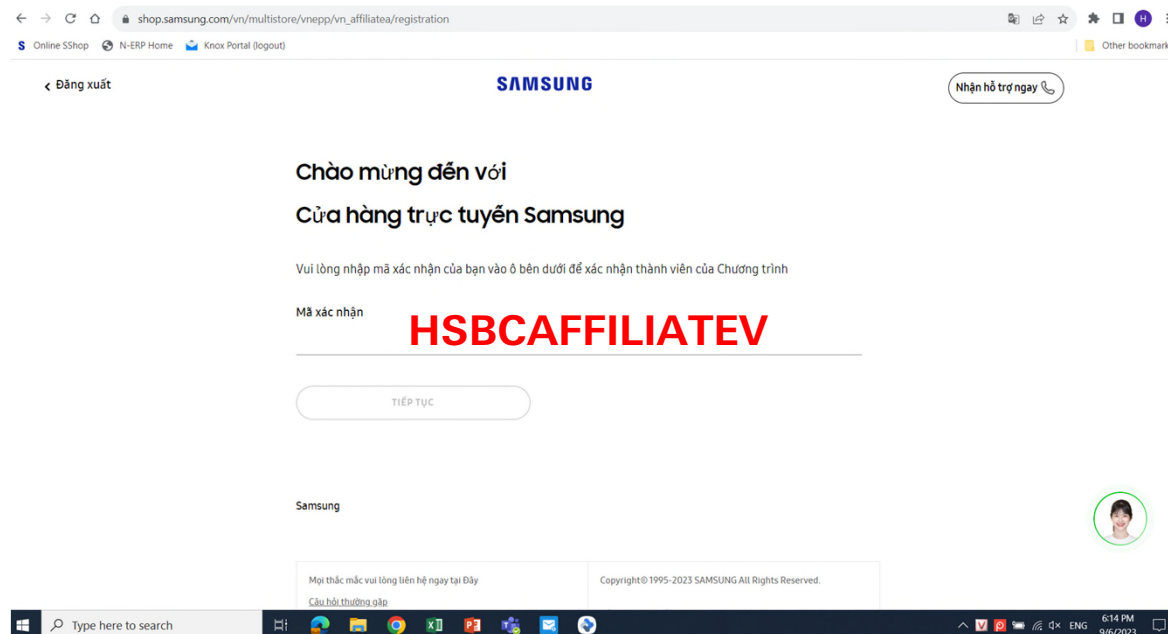 shop.samsung.com/vn/multistore/vnepp/vn_affiliatea/registration
H
S Online SShop N-ERP Home Knox Portal (logout) Other bookmark
Đăng xuất
SAMSUNG
Nhận hỗ trợ ngay
Chào mừng đến với
Cửa hàng trực tuyến Samsung
Vui lòng nhập mã xác nhận của bạn vào ô bên dưới để xác nhận thành viên của Chương trình
Mã xác nhận
HSBCAFFILIATEV
TIẾP TỤC
Samsung
Mọi thắc mắc vui lòng liên hệ ngay tại Đây
Câu hỏi thường gặp
Copyright© 1995-2023 SAMSUNG All Rights Reserved.
Type here to search
ENG
6:14 PM
9/6/2023